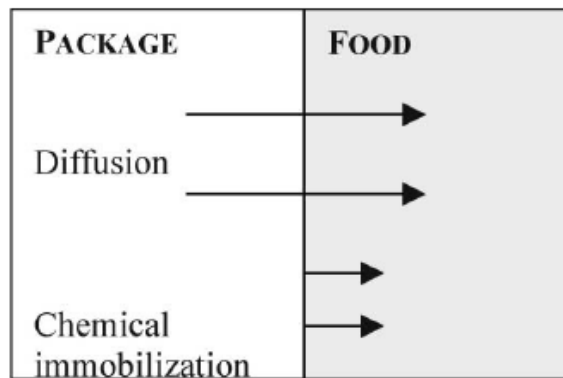 PACKAGE
FOOD
Diffusion
Chemical
immobilization